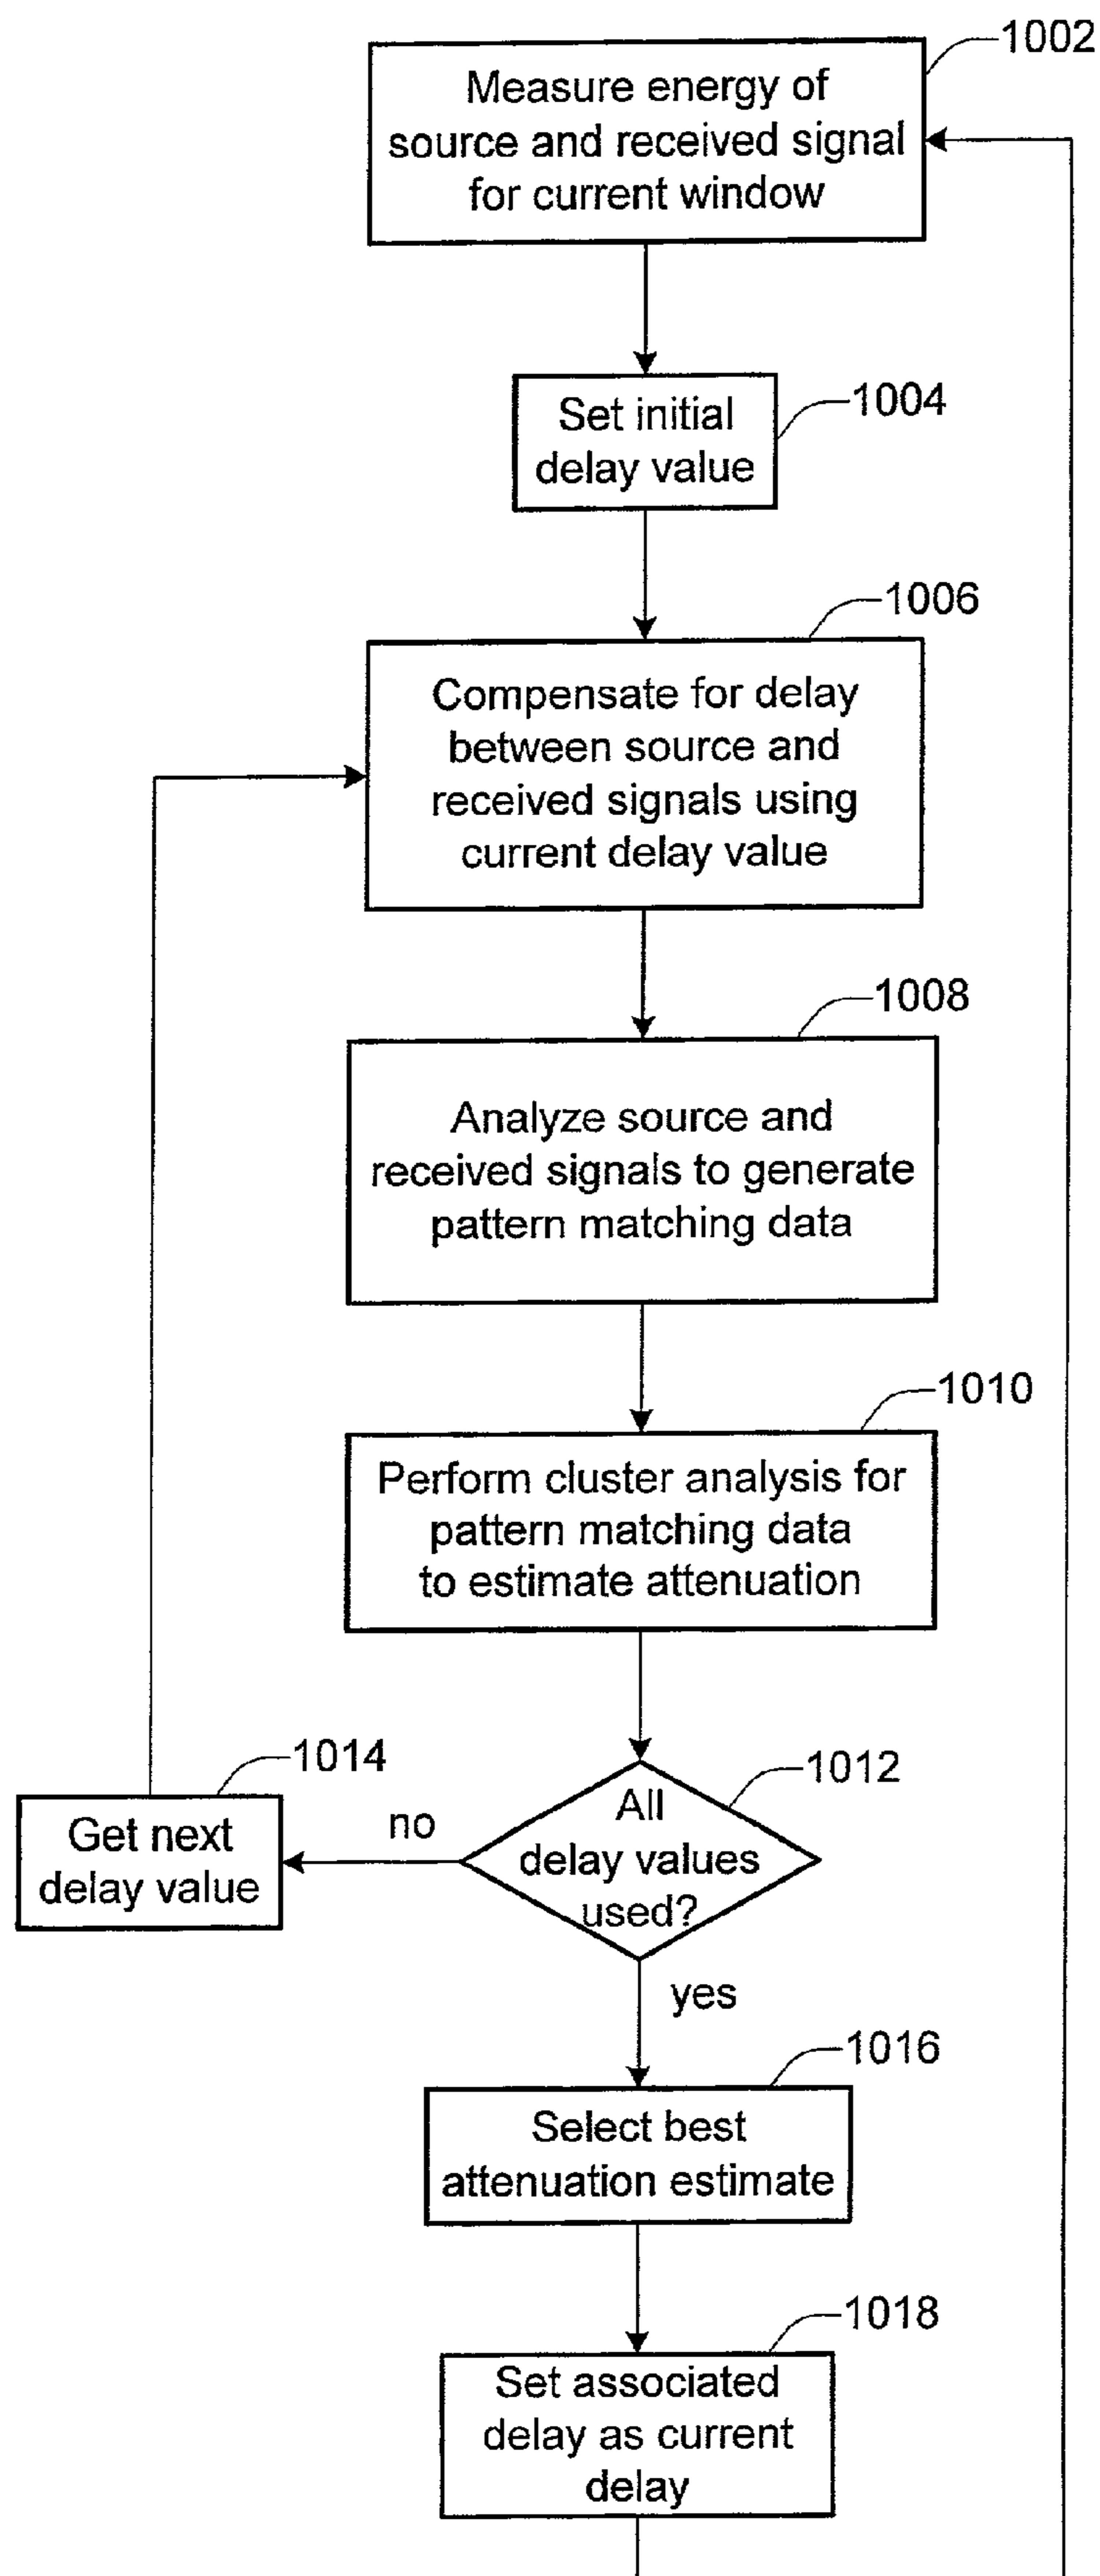 1002
Measure energy of
source and received signal
for current window
1004
Set initial
delay value
1006
Compensate for delay
between source and
received signals using
current delay value
1008
Analyze source and
received signals to generate
pattern matching data
1010
Perform cluster analysis for
pattern matching data
to estimate attenuation
1012
All
delay values
used?
1014
Get next
delay value
no
yes
1016
Select best
attenuation estimate
1018
Set associated
delay as current
delay